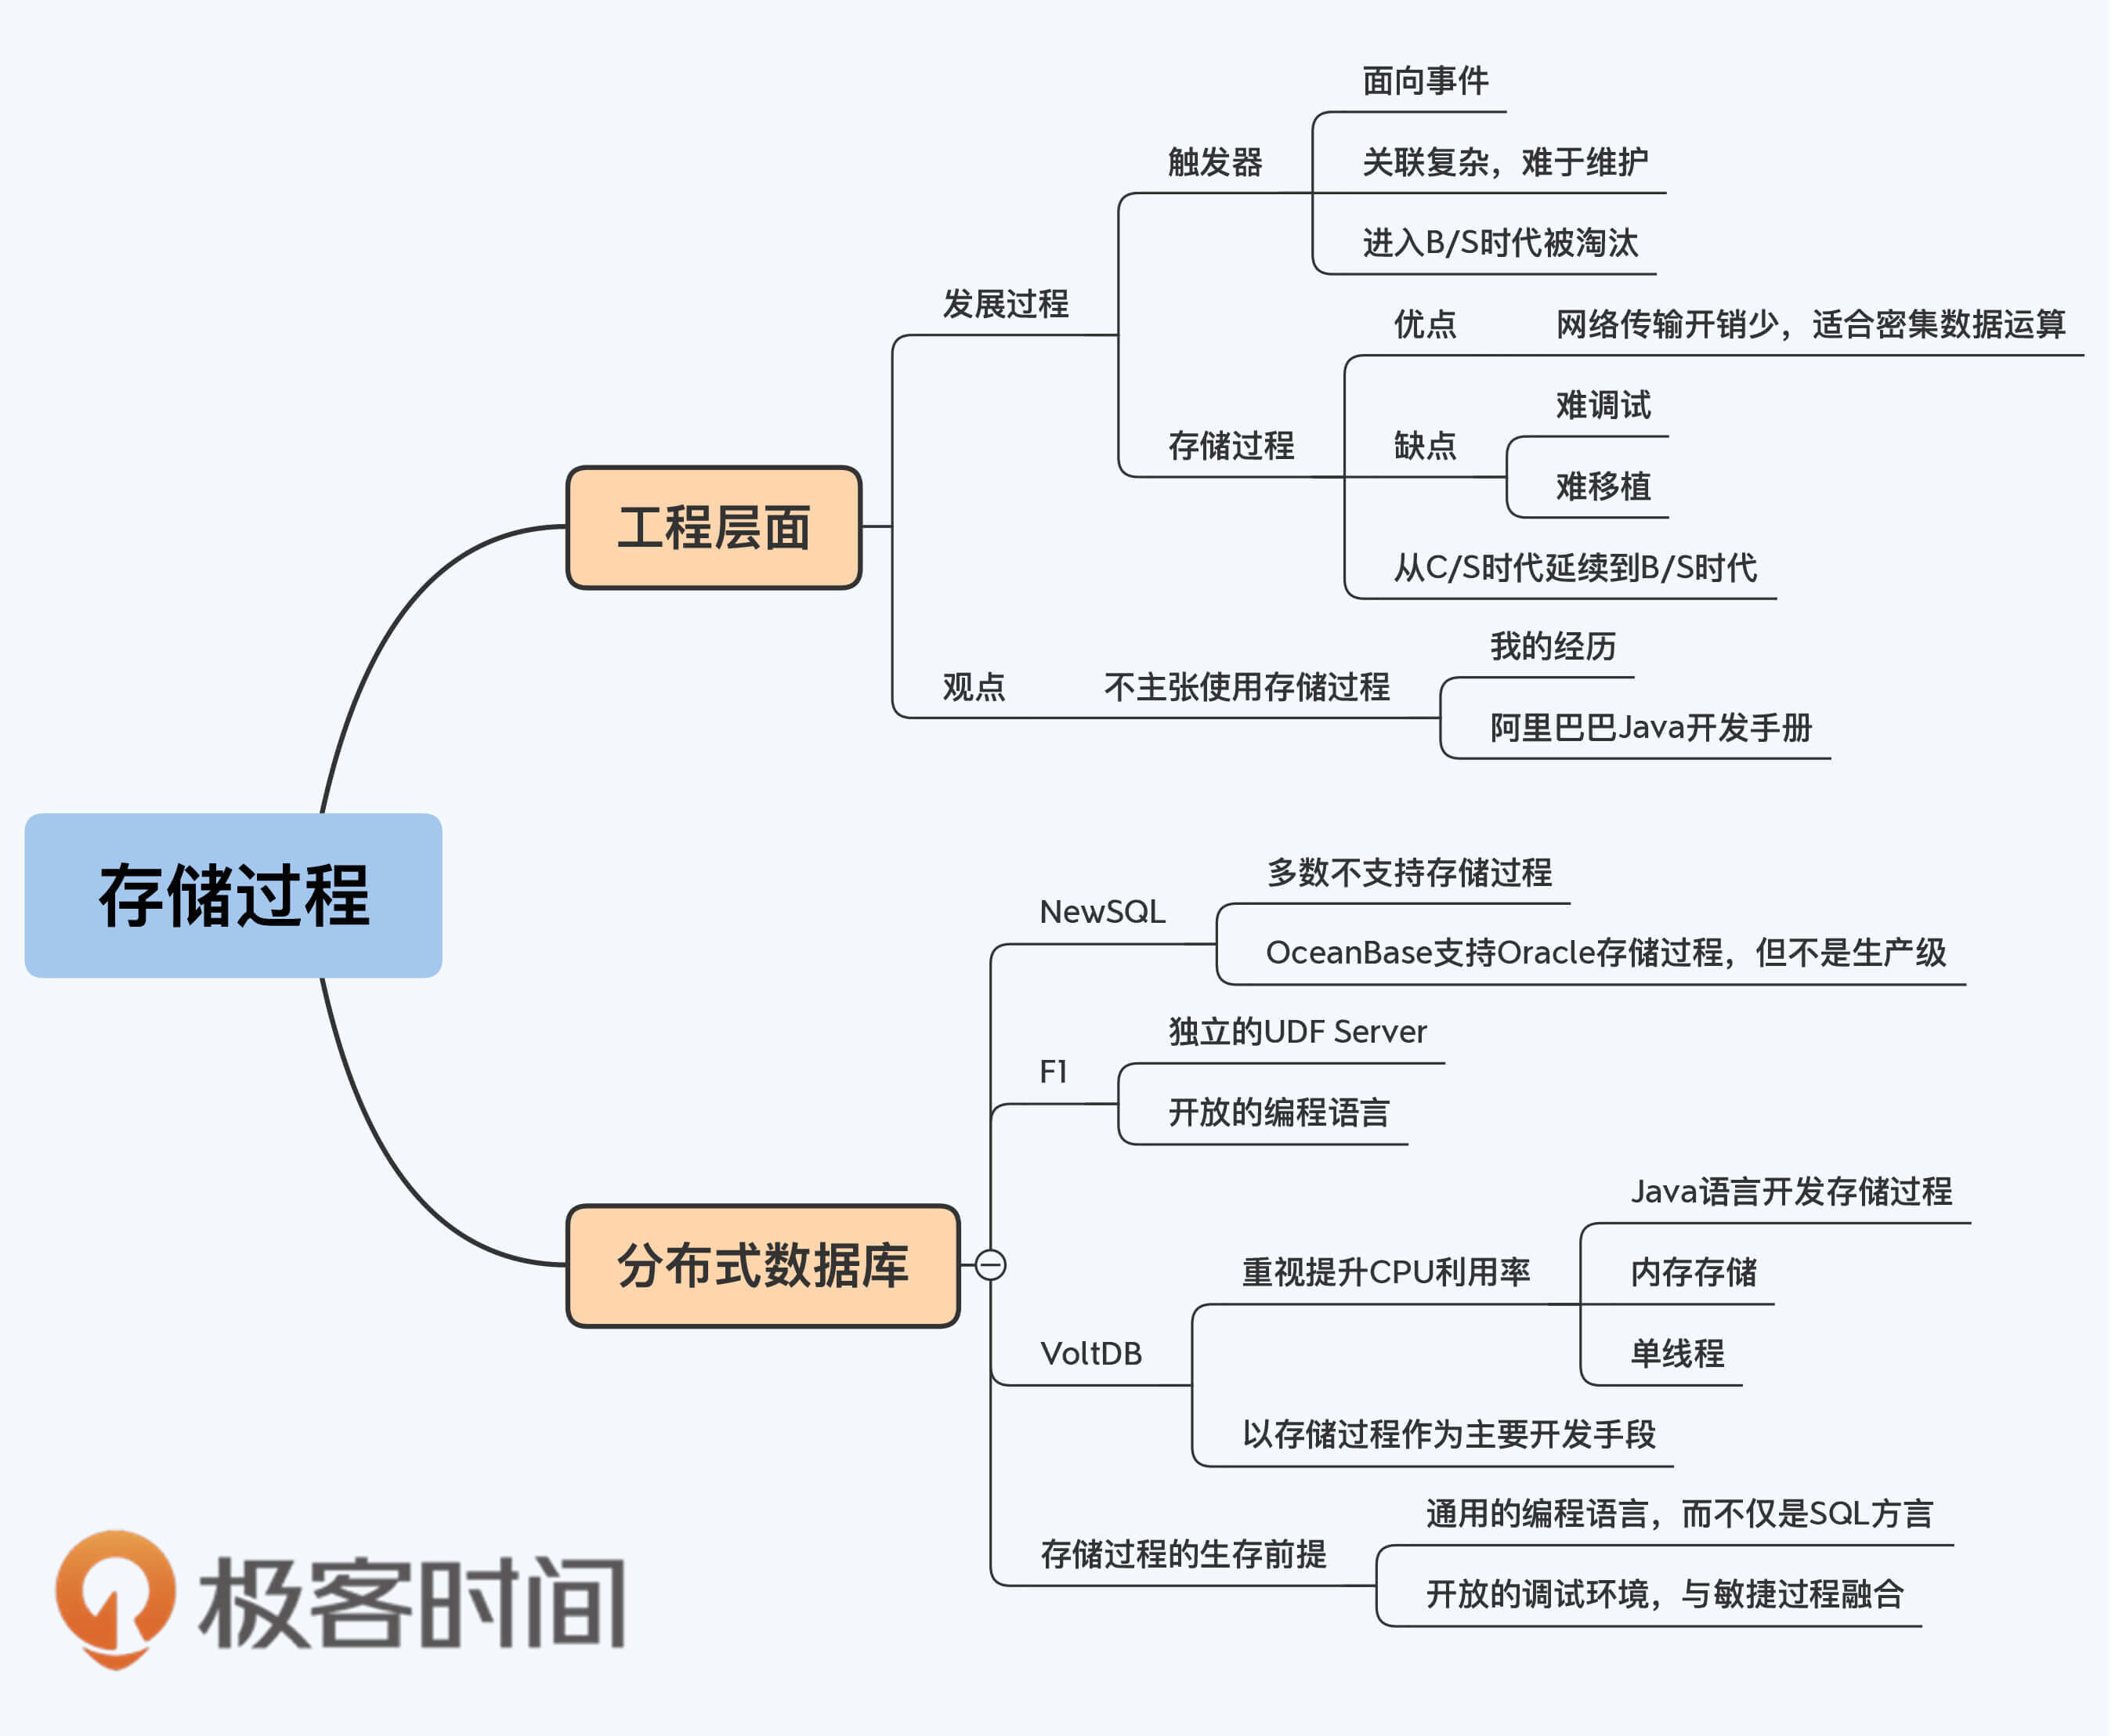 存储过程
工程层面
发展过程
触发器
面向事件
关联复杂，难于维护
进入B/S时代被淘汰
存储过程
优点
网络传输开销少，适合密集数据运算
缺点
难调试
难移植
从C/S时代延续到B/S时代
观点
不主张使用存储过程
我的经历
阿里巴巴Java开发手册
分布式数据库
NewSQL
多数不支持存储过程
OceanBase支持Oracle存储过程，但不是生产级
F1
独立的UDF Server
开放的编程语言
VoltDB
重视提升CPU利用率
Java语言开发存储过程
内存存储
单线程
以存储过程作为主要开发手段
存储过程的生存前提
通用的编程语言，而不仅是SQL方言
开放的调试环境，与敏捷过程融合
极客时间